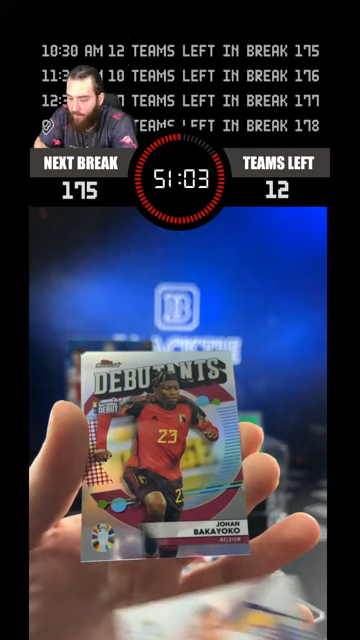 10:30 AM 12 TEAMS LEFT IN BREAK 175
10 TEAMS LEFT IN BREAK 176
TEAMS LEFT IN BREAK 177
TEAMS LEFT IN BREAK 178
NEXT BREAK
175
51:03
TEAMS LEFT
12
DEBUTANTS
NATIONAL DEBUT
23
JOHAN
BAKAYOKO
BELGIUM